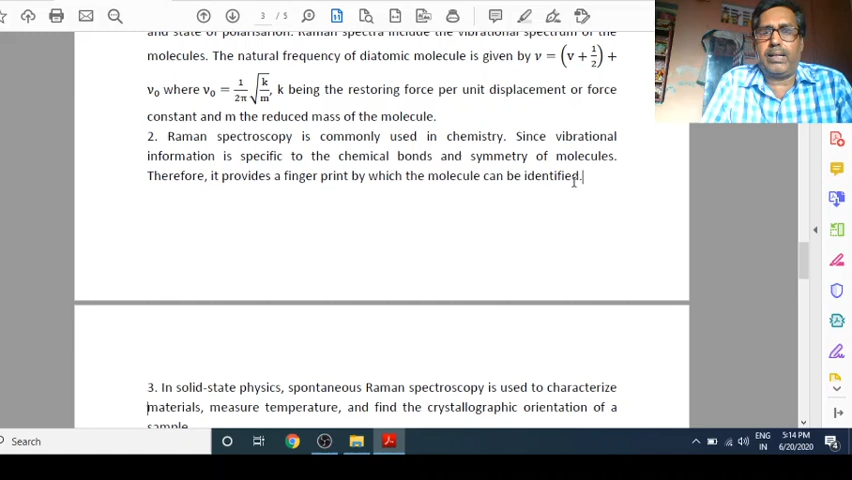 3 / 5
and state of polarisation. Raman spectra include the vibrational spectrum of the
molecules. The natural frequency of diatomic molecule is given by ν = (v + 1/2) +
ν₀ where ν₀ = 1/2π √k/m, k being the restoring force per unit displacement or force
constant and m the reduced mass of the molecule.
2. Raman spectroscopy is commonly used in chemistry. Since vibrational
information is specific to the chemical bonds and symmetry of molecules.
Therefore, it provides a finger print by which the molecule can be identified.
3. In solid-state physics, spontaneous Raman spectroscopy is used to characterize
materials, measure temperature, and find the crystallographic orientation of a
sample
Search
ENG
IN
5:14 PM
6/20/2020
4